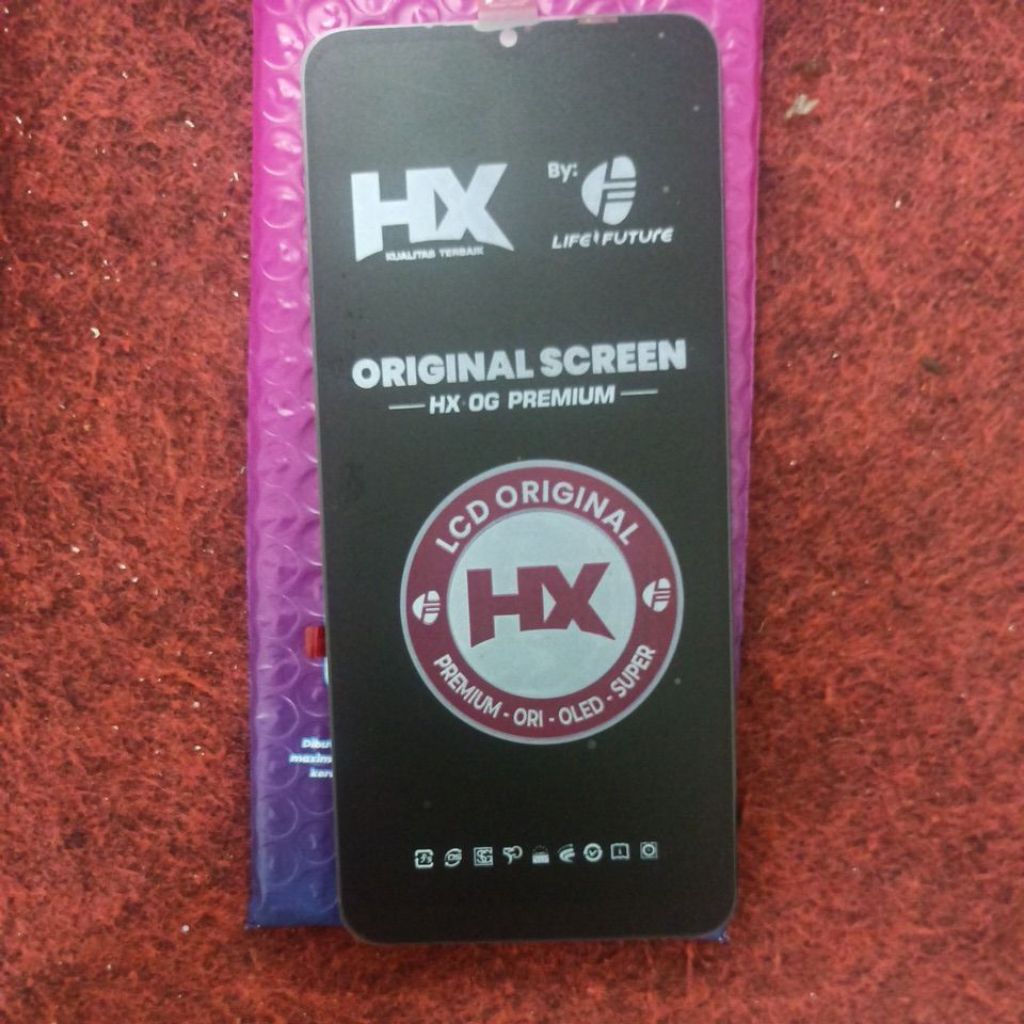 HX
KUALITAS TERBAIK
By:
LIFE FUTURE
ORIGINAL SCREEN
HX OG PREMIUM
LCD ORIGINAL
HX
PREMIUM - ORI - OLED - SUPER